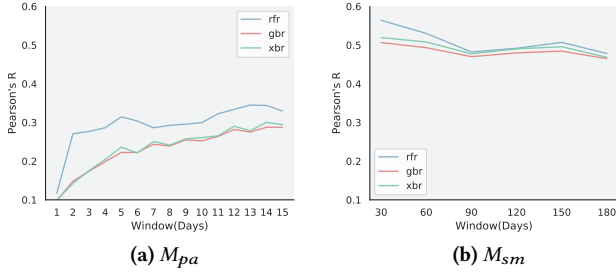 0.6
0.5
0.4
0.3
0.2
0.1
Pearson's R
rfr
gbr
xbr
1 2 3 4 5 6 7 8 9 10 11 12 13 14 15
Window(Days)
(a) M_pa
0.6
0.5
0.4
0.3
0.2
0.1
Pearson's R
rfr
gbr
xbr
30 60 90 120 150 180
Window(Days)
(b) M_sm